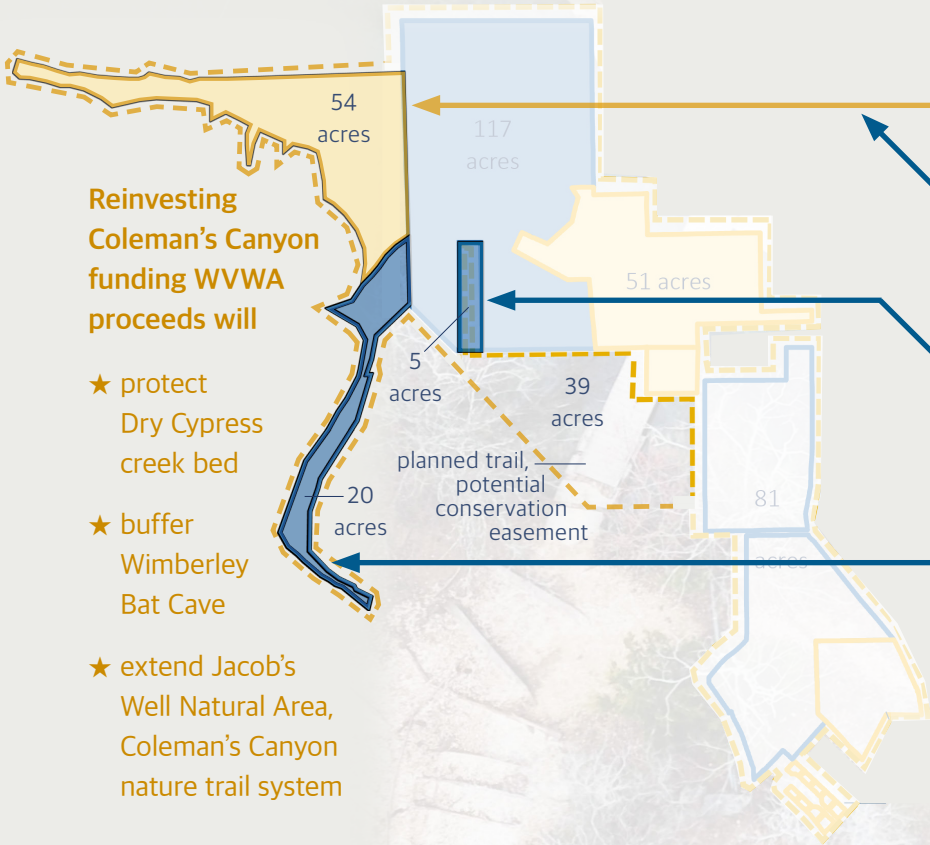 54
acres
117
acres
Reinvesting
Coleman’s Canyon
funding WVWA
proceeds will
51 acres
5
acres
39
acres
★ protect
Dry Cypress
creek bed
planned trail,
potential
conservation
easement
20
acres
81
acres
★ buffer
Wimberley
Bat Cave
★ extend Jacob’s
Well Natural Area,
Coleman’s Canyon
nature trail system